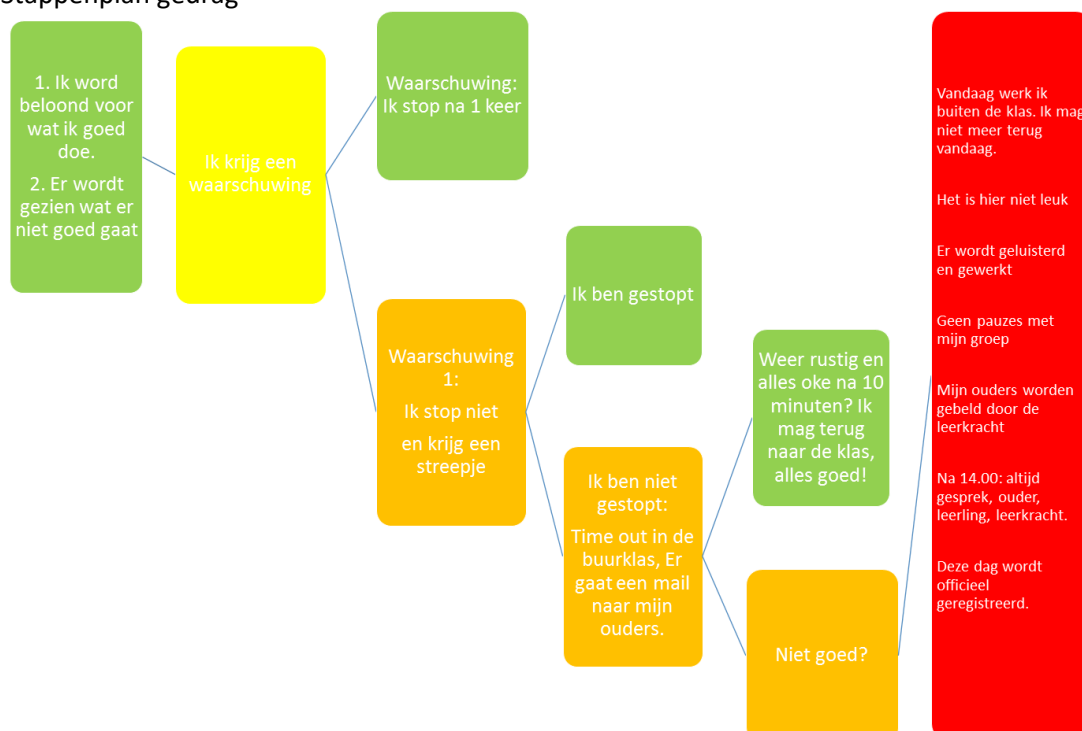 Stappenplan gedrag
1. Ik word
beloond voor
wat ik goed
doe.
2. Er wordt
gezien wat er
niet goed gaat
Ik krijg een
waarschuwing
Waarschuwing:
Ik stop na 1 keer
Waarschuwing
1:
Ik stop niet
en krijg een
streepje
Ik ben gestopt
Ik ben niet
gestopt:
Time out in de
buurklas, Er
gaat een mail
naar mijn
ouders.
Weer rustig en
alles oke na 10
minuten? Ik
mag terug
naar de klas,
alles goed!
Niet goed?
Vandaag werk ik
buiten de klas. Ik mag
niet meer terug
vandaag.
Het is hier niet leuk
Er wordt geluisterd
en gewerkt
Geen pauzes met
mijn groep
Mijn ouders worden
gebeld door de
leerkracht
Na 14.00: altijd
gesprek, ouder,
leerling, leerkracht.
Deze dag wordt
officieel
geregistreerd.